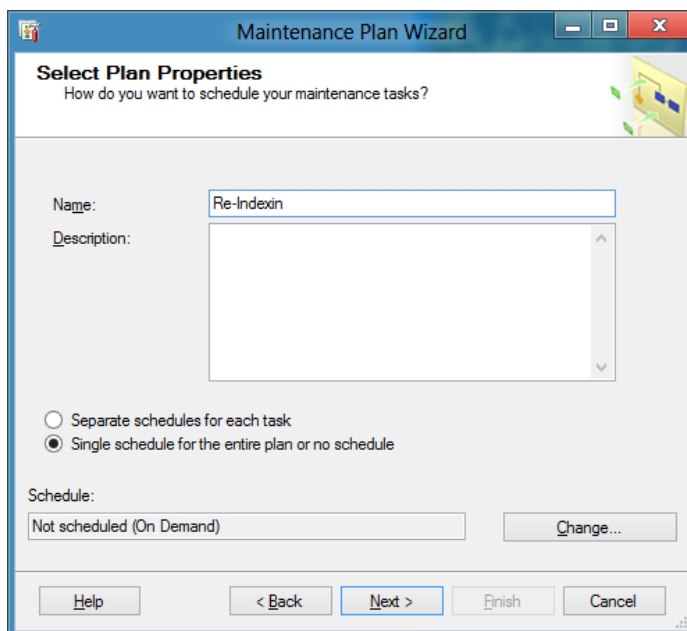 Maintenance Plan Wizard
Select Plan Properties
How do you want to schedule your maintenance tasks?
Name:
Re-Indexin
Description:
Separate schedules for each task
Single schedule for the entire plan or no schedule
Schedule:
Not scheduled (On Demand)
Change...
Help
< Back
Next >
Finish
Cancel